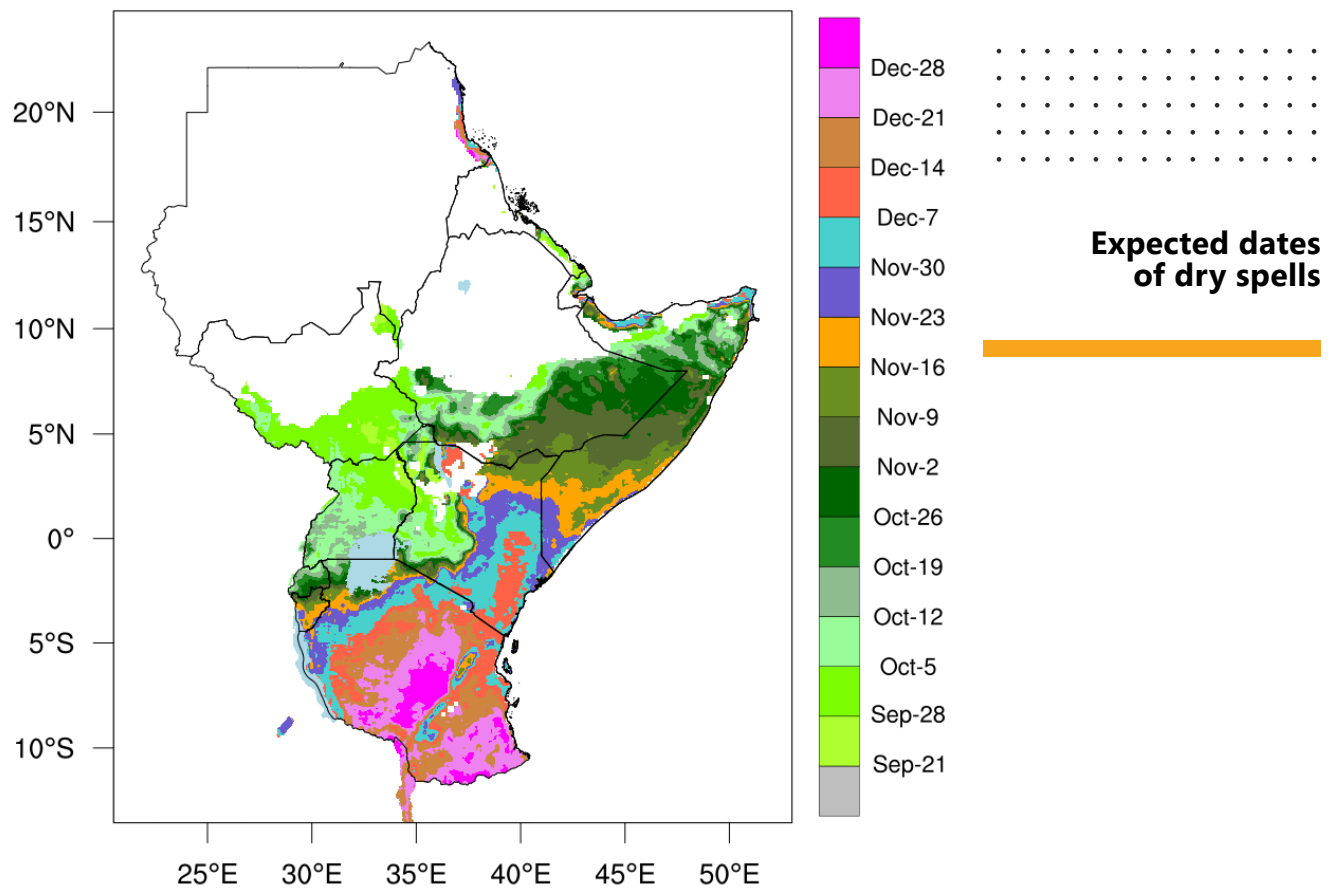 20°N
15°N
10°N
5°N
0°
5°S
10°S
25°E
30°E
35°E
40°E
45°E
50°E
Dec-28
Dec-21
Dec-14
Dec-7
Nov-30
Nov-23
Nov-16
Nov-9
Nov-2
Oct-26
Oct-19
Oct-12
Oct-5
Sep-28
Sep-21
Expected dates
of dry spells